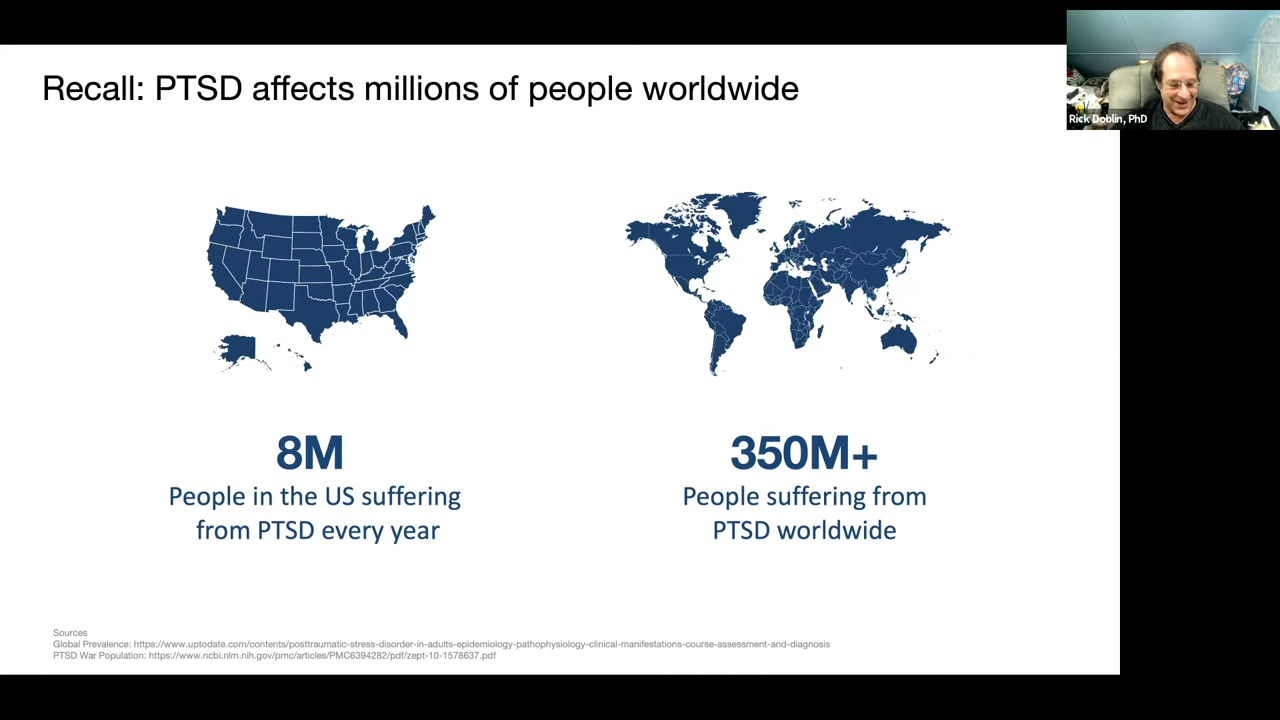 Recall: PTSD affects millions of people worldwide
Rick Doblin, PhD
8M
People in the US suffering
from PTSD every year
350M+
People suffering from
PTSD worldwide
Sources
Global Prevalence: https://www.uptodate.com/contents/posttraumatic-stress-disorder-in-adults-epidemiology-pathophysiology-clinical-manifestations-course-assessment-and-diagnosis
PTSD War Population: https://www.ncbi.nlm.nih.gov/pmc/articles/PMC6394282/pdf/zept-10-1578637.pdf